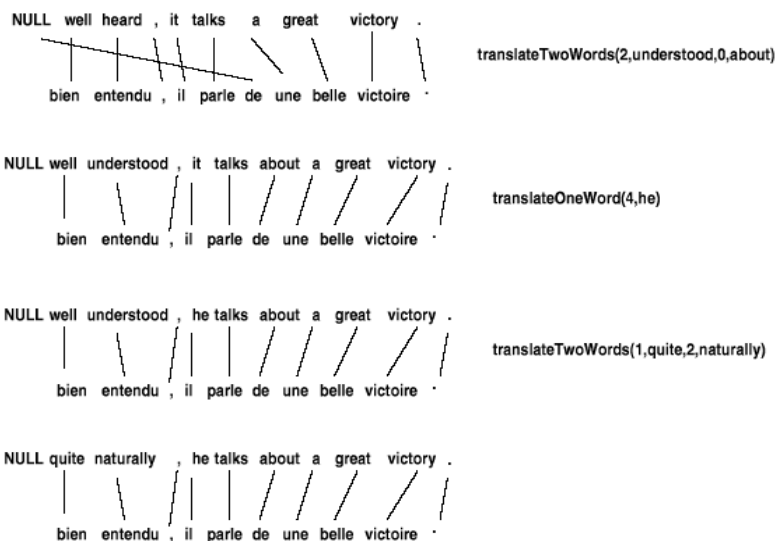 NULL well heard , it talks a great victory .
translateTwoWords(2,understood,0,about)
bien entendu , il parle de une belle victoire .
NULL well understood , it talks about a great victory .
translateOneWord(4,he)
bien entendu , il parle de une belle victoire .
NULL well understood , he talks about a great victory .
translateTwoWords(1,quite,2,naturally)
bien entendu , il parle de une belle victoire .
NULL quite naturally , he talks about a great victory .
bien entendu , il parle de une belle victoire .